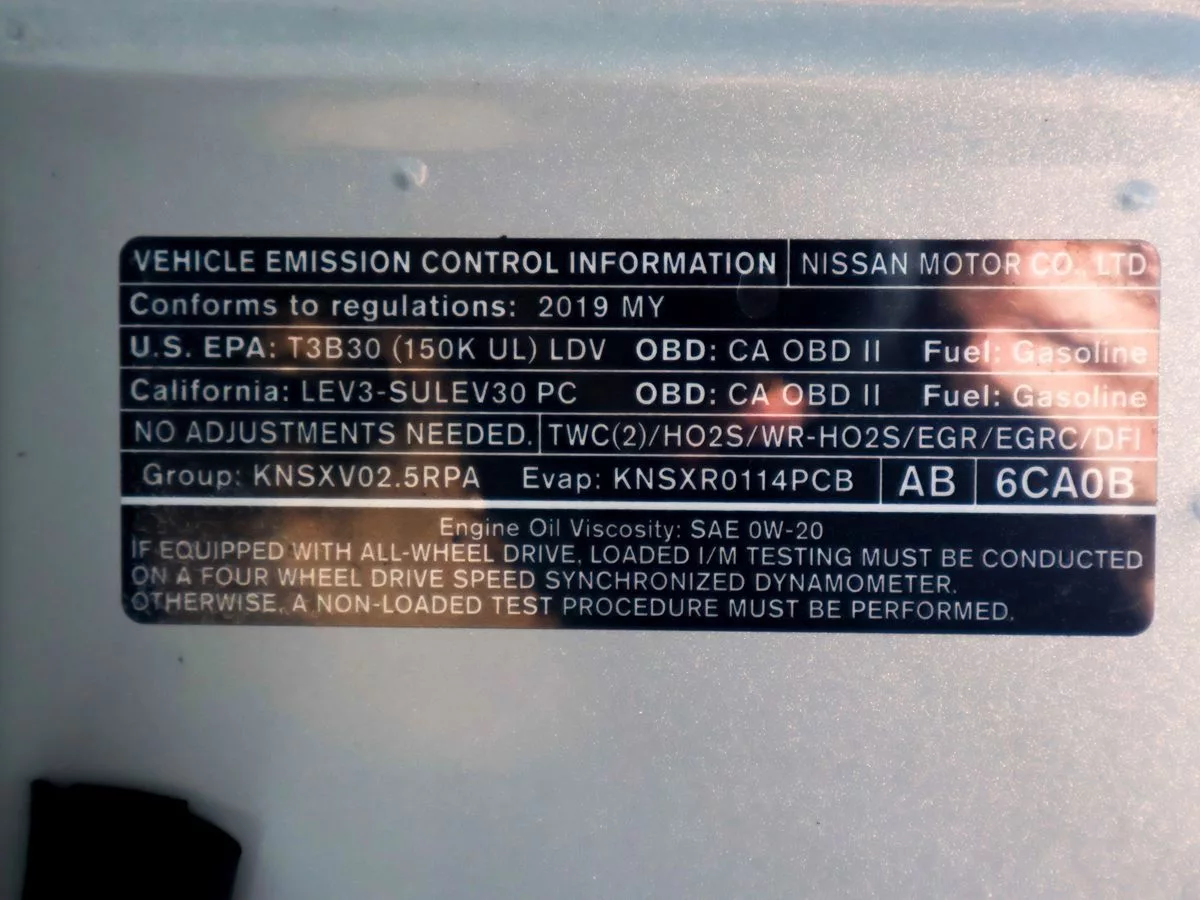 VEHICLE EMISSION CONTROL INFORMATION NISSAN MOTOR CO., LTD
Conforms to regulations: 2019 MY
U.S. EPA: T3B30 (150K UL) LDV OBD: CA OBD II Fuel: Gasoline
California: LEV3-SULEV30 PC OBD: CA OBD II Fuel: Gasoline
NO ADJUSTMENTS NEEDED. TWC(2)/HO2S/WR-HO2S/EGR/EGRC/DFI
Group: KNSXV02.5RPA Evap: KNSXR0114PCB AB 6CA0B
Engine Oil Viscosity: SAE 0W-20
IF EQUIPPED WITH ALL-WHEEL DRIVE, LOADED I/M TESTING MUST BE CONDUCTED
ON A FOUR WHEEL DRIVE SPEED SYNCHRONIZED DYNAMOMETER.
OTHERWISE, A NON-LOADED TEST PROCEDURE MUST BE PERFORMED.